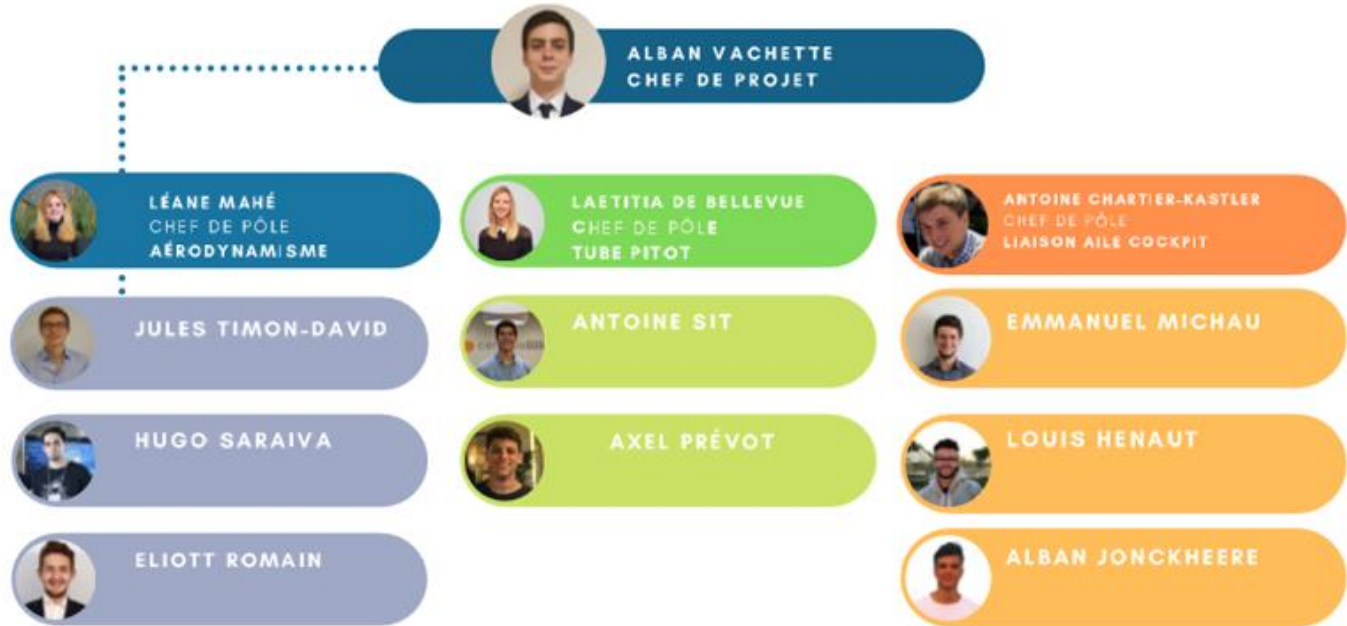 ALBAN VACHETTE
CHEF DE PROJET
LÉANE MAHÉ
CHEF DE PÔLE
AÉRODYNAMISME
LAETITIA DE BELLEVUE
CHEF DE PÔLE
TUBE PITOT
ANTOINE CHARTIER-KASTLER
CHEF DE PÔLE
LIAISON AILE COCKPIT
JULES TIMON-DAVID
ANTOINE SIT
EMMANUEL MICHAU
HUGO SARAIVA
AXEL PRÉVOT
LOUIS HENAUT
ELIOTT ROMAIN
ALBAN JONCKHEERE